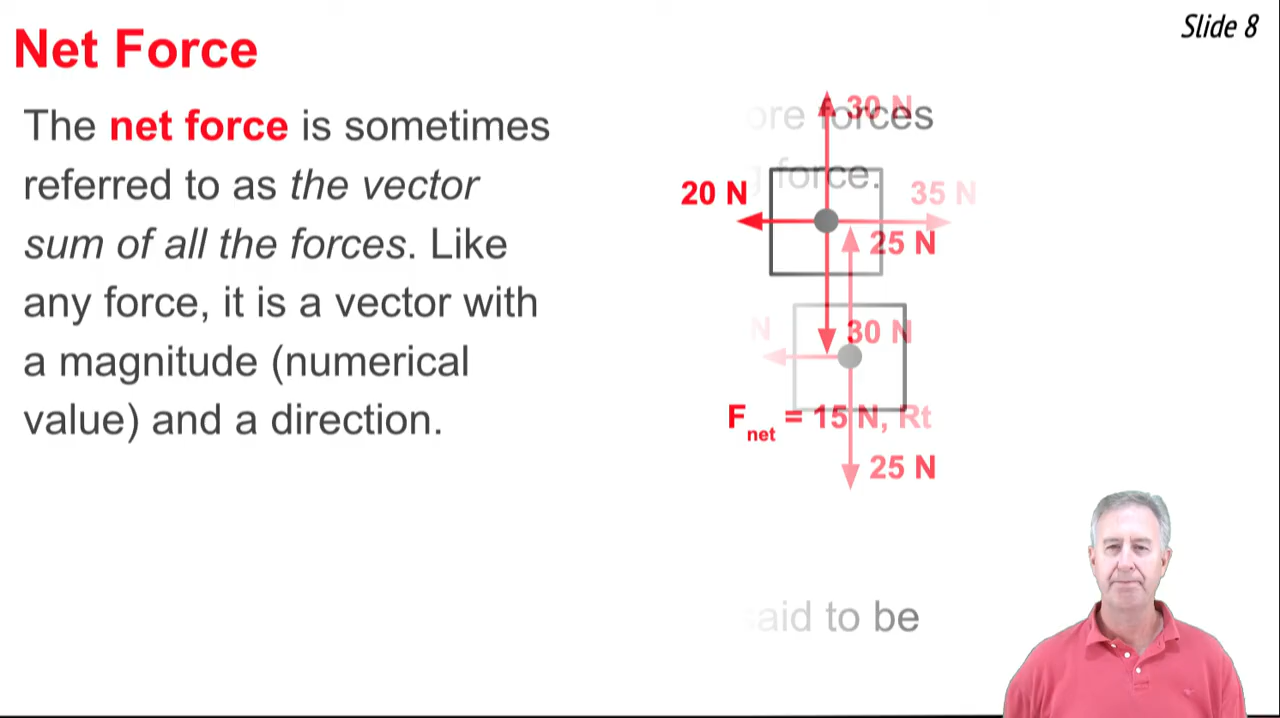 Slide 8
Net Force
The net force is sometimes
referred to as the vector
sum of all the forces. Like
any force, it is a vector with
a magnitude (numerical
value) and a direction.
30 N
forces
force.
20 N
35 N
25 N
N
30 N
Fnet = 15 N, Rt
25 N
said to be